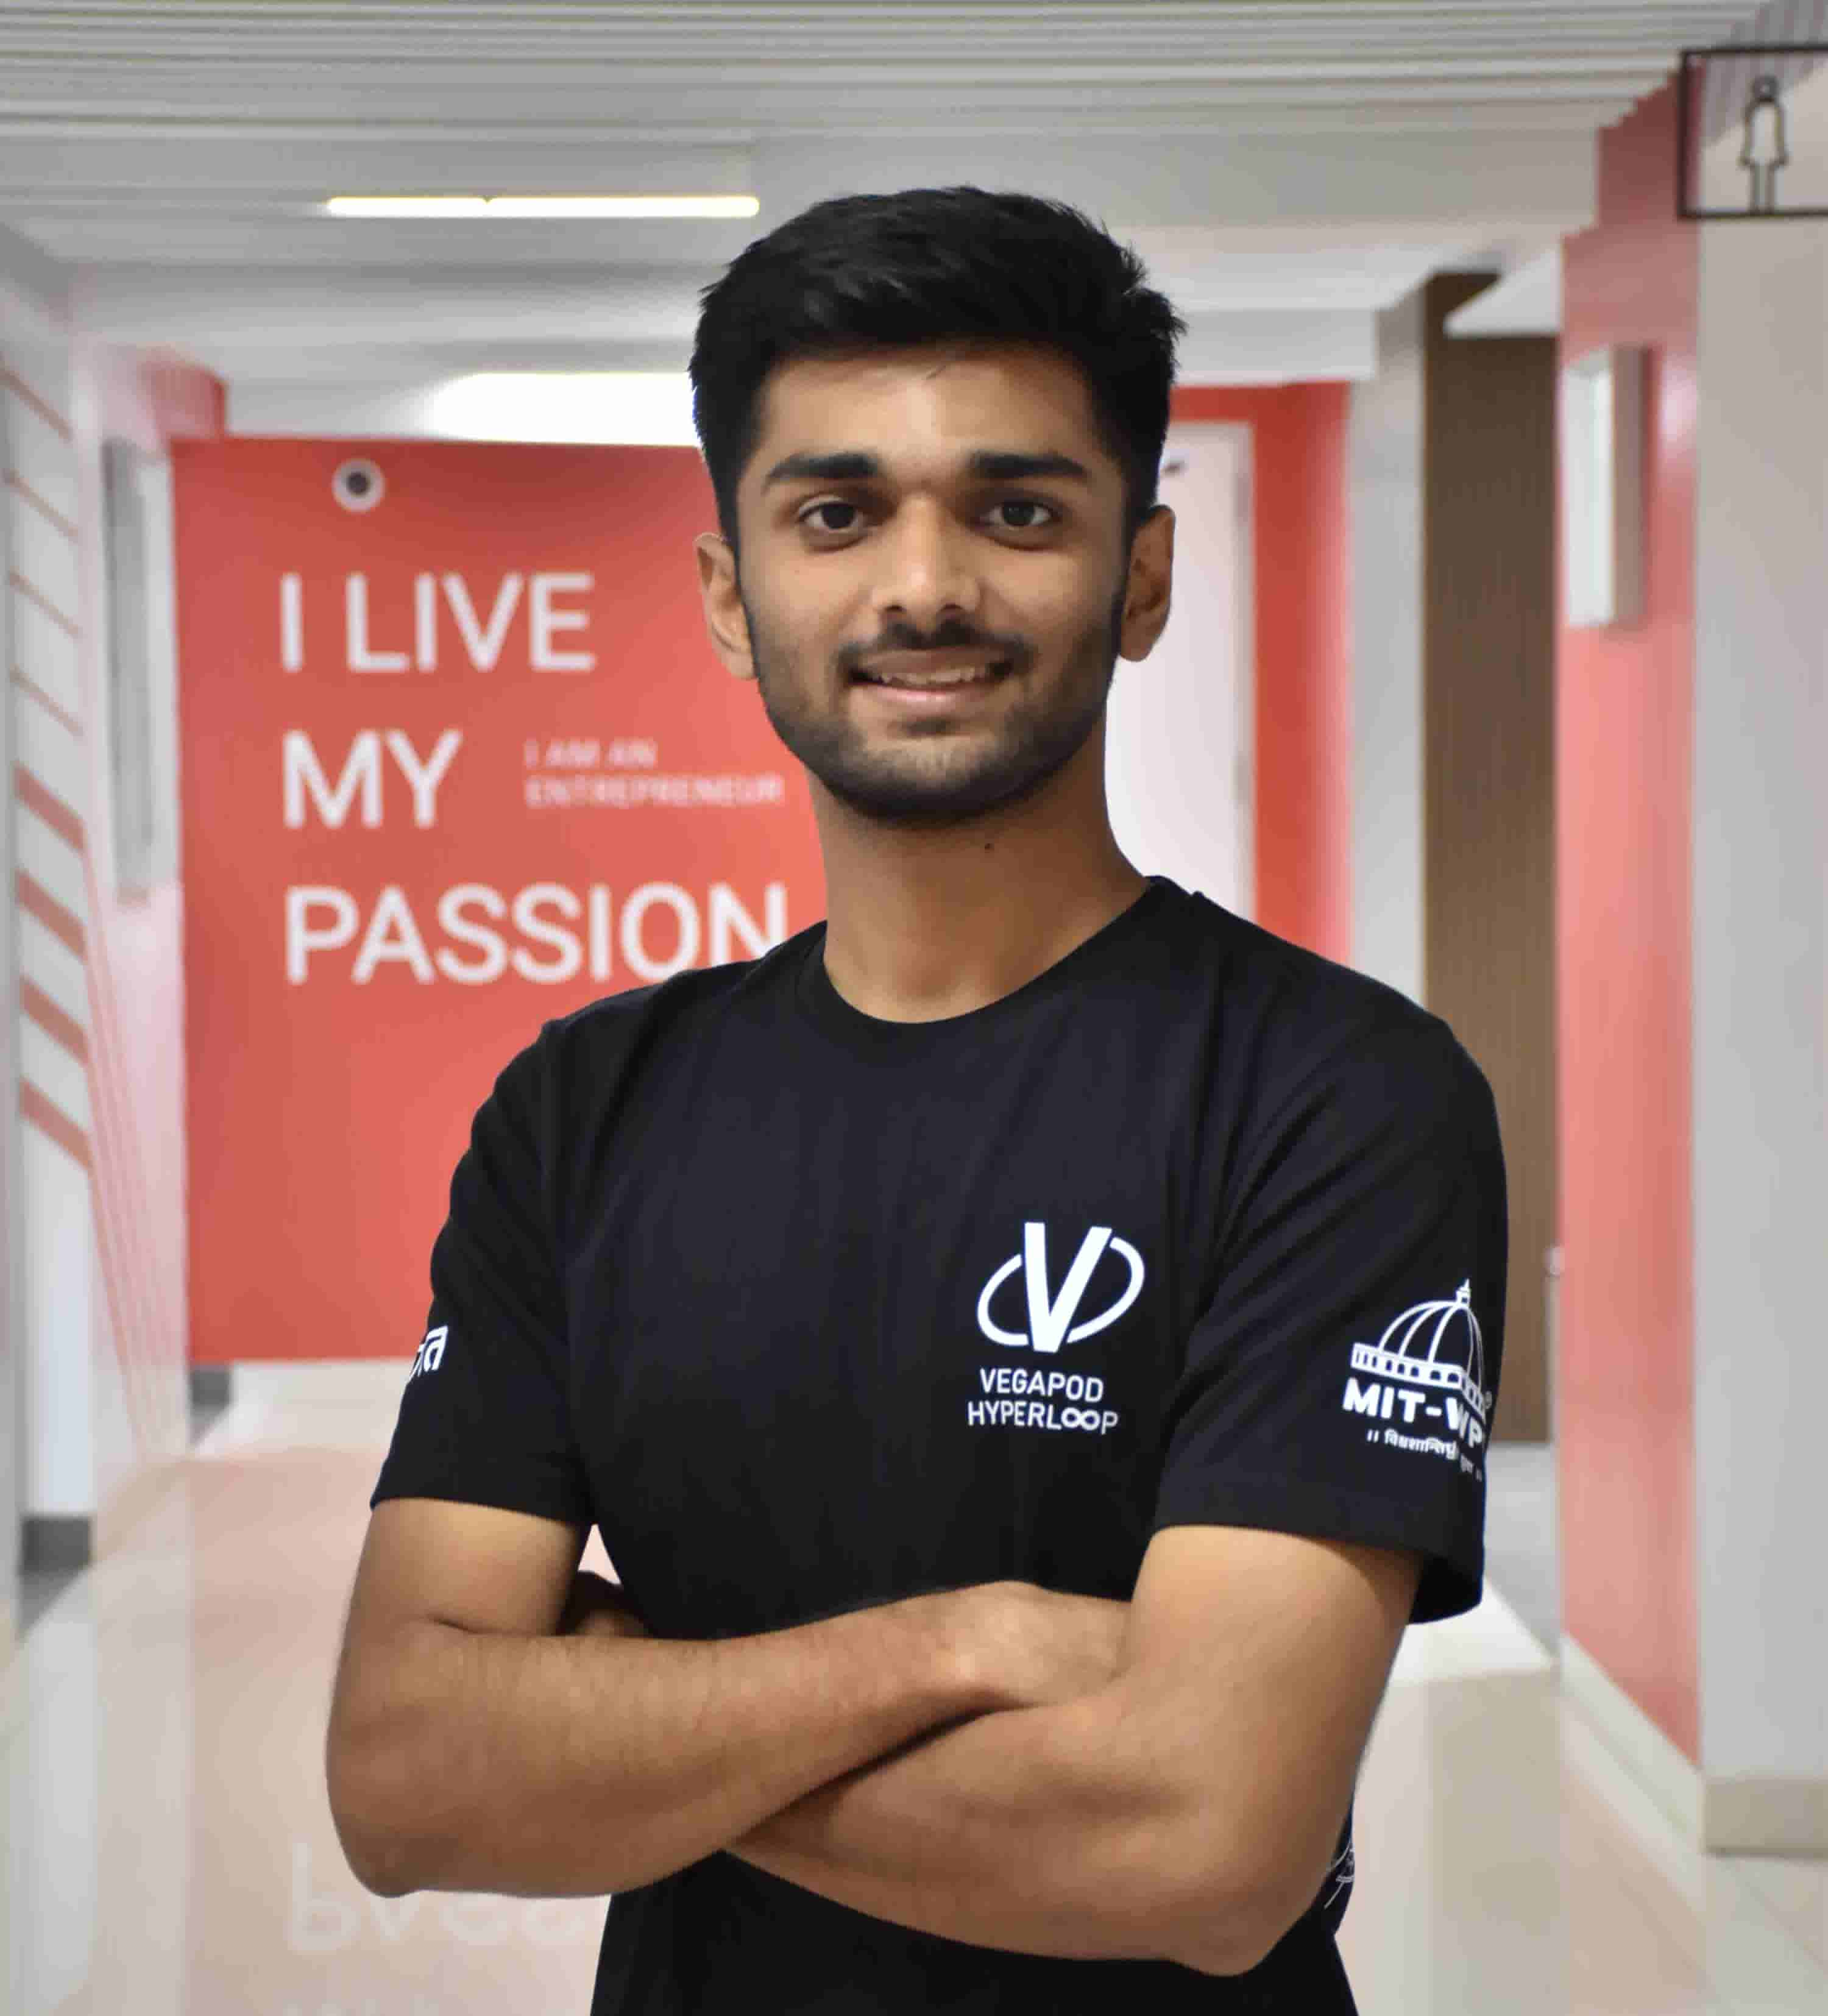 I LIVE
MY
I AM AN
ENTREPRENEUR
PASSION
V
VEGAPOD
HYPERLOOP
MIT-WP